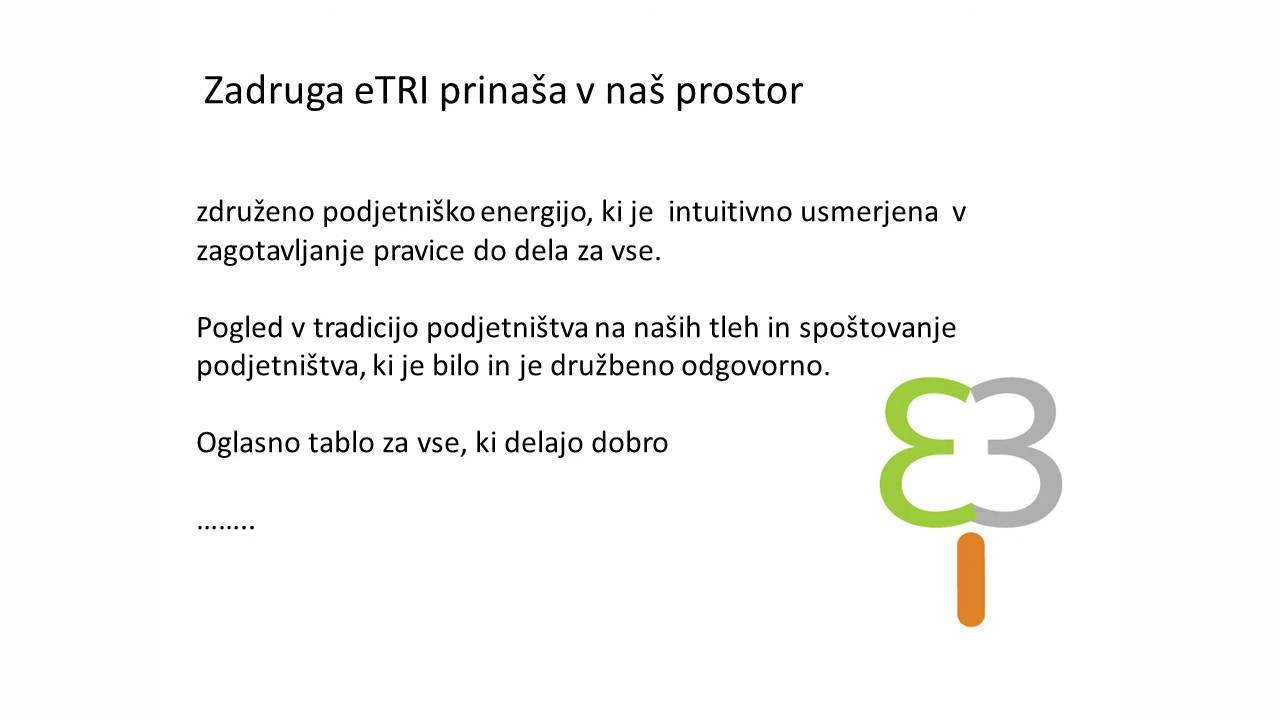 Zadruga eTRI prinaša v naš prostor
združeno podjetniško energijo, ki je intuitivno usmerjena v
zagotavljanje pravice do dela za vse.
Pogled v tradicijo podjetništva na naših tleh in spoštovanje
podjetništva, ki je bilo in je družbeno odgovorno.
Oglasno tablo za vse, ki delajo dobro
……..